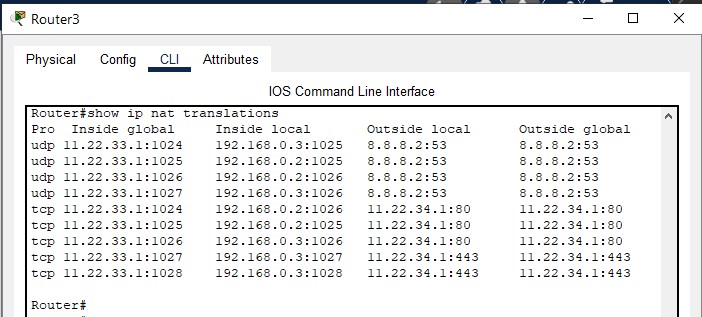 Router3
Physical Config CLI Attributes
IOS Command Line Interface
Router#show ip nat translations
Pro Inside global Inside local Outside local Outside global
udp 11.22.33.1:1024 192.168.0.3:1025 8.8.8.2:53 8.8.8.2:53
udp 11.22.33.1:1025 192.168.0.2:1025 8.8.8.2:53 8.8.8.2:53
udp 11.22.33.1:1026 192.168.0.2:1026 8.8.8.2:53 8.8.8.2:53
udp 11.22.33.1:1027 192.168.0.3:1026 8.8.8.2:53 8.8.8.2:53
tcp 11.22.33.1:1024 192.168.0.2:1026 11.22.34.1:80 11.22.34.1:80
tcp 11.22.33.1:1025 192.168.0.3:1025 11.22.34.1:80 11.22.34.1:80
tcp 11.22.33.1:1026 192.168.0.3:1026 11.22.34.1:80 11.22.34.1:80
tcp 11.22.33.1:1027 192.168.0.3:1027 11.22.34.1:443 11.22.34.1:443
tcp 11.22.33.1:1028 192.168.0.3:1028 11.22.34.1:443 11.22.34.1:443
Router#